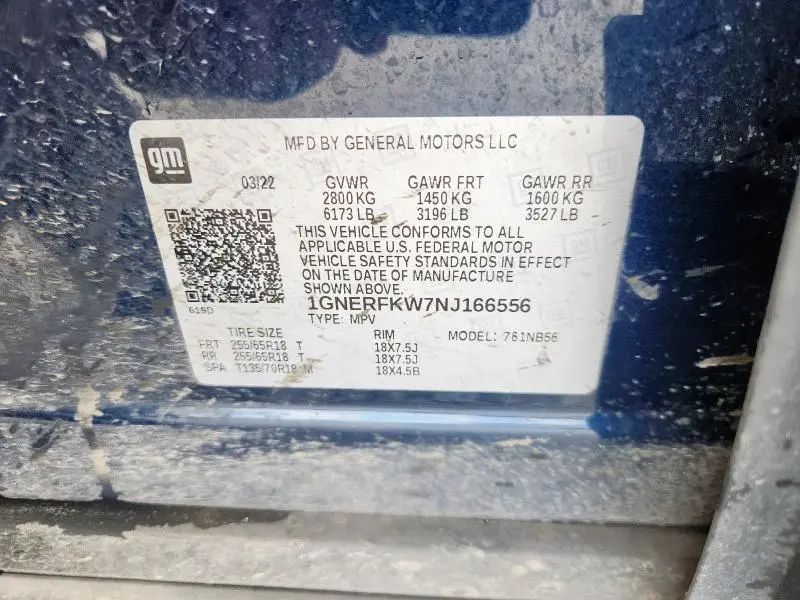 gm
MFD BY GENERAL MOTORS LLC
03/22 GVWR GAWR FRT GAWR RR
2800 KG 1450 KG 1600 KG
6173 LB 3196 LB 3527 LB
THIS VEHICLE CONFORMS TO ALL
APPLICABLE U.S. FEDERAL MOTOR
VEHICLE SAFETY STANDARDS IN EFFECT
ON THE DATE OF MANUFACTURE
SHOWN ABOVE.
619D
1GNERFKW7NJ166556
TYPE: MPV
TIRE SIZE RIM MODEL: 761NB56
FRT 255/65R18 T 18X7.5J
RR 255/65R18 T 18X7.5J
SPA T135/70R18 M 18X4.5B